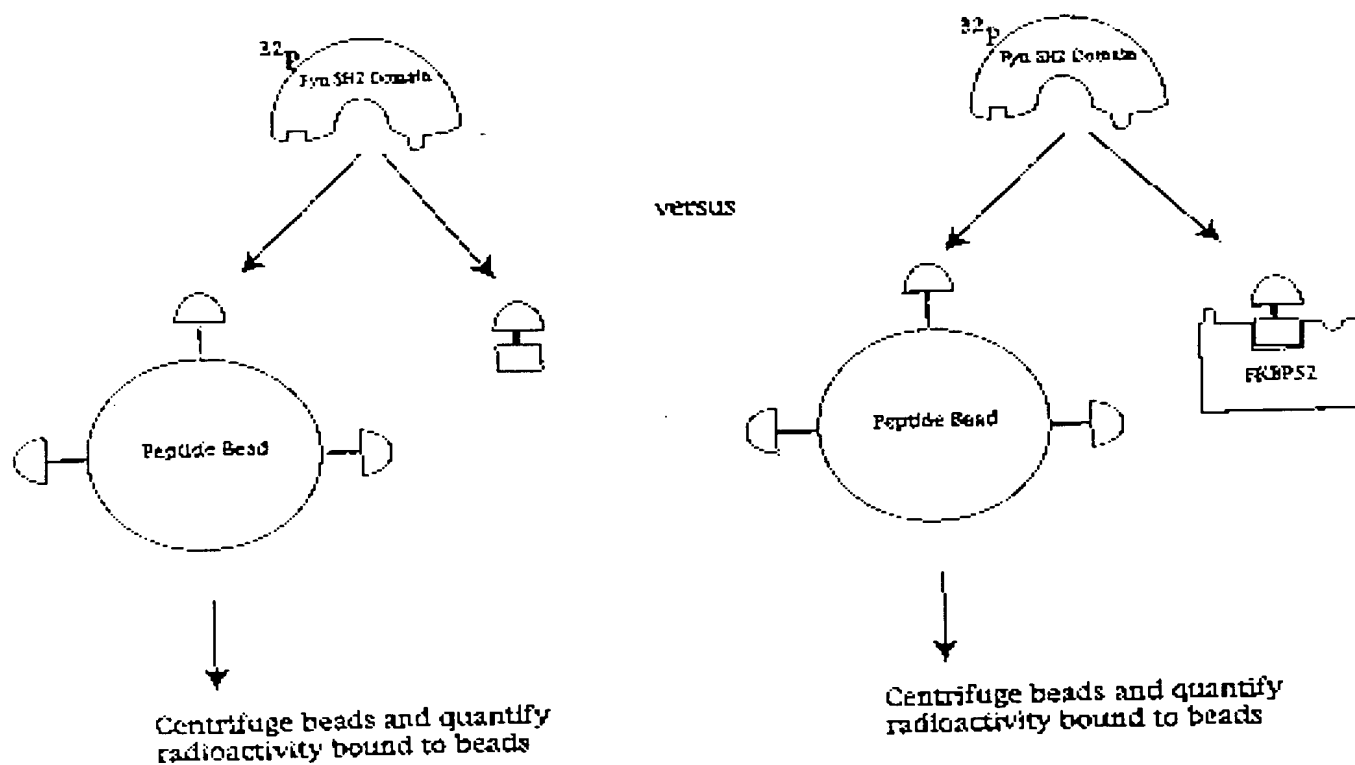 32P
Fyn SH2 Domain
Peptide Bead
Centrifuge beads and quantify
radioactivity bound to beads
versus
32P
Fyn SH2 Domain
Peptide Bead
FKBP52
Centrifuge beads and quantify
radioactivity bound to beads